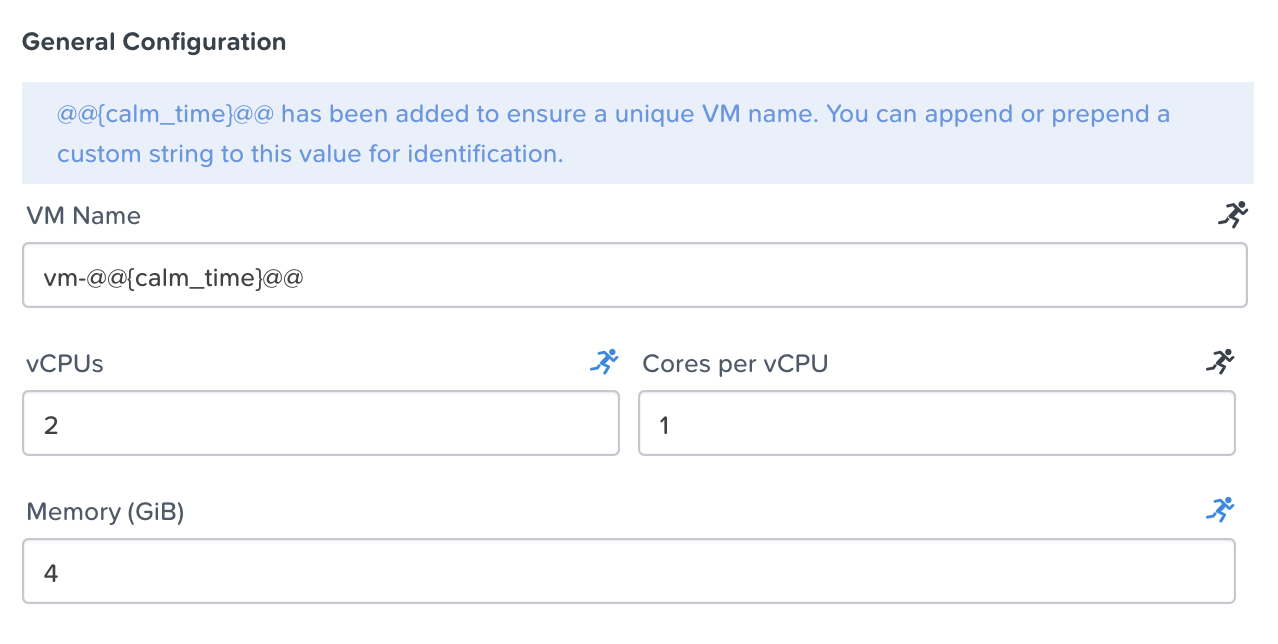 General Configuration
@@{calm_time}@@ has been added to ensure a unique VM name. You can append or prepend a
custom string to this value for identification.
VM Name
vm-@@{calm_time}@@
vCPUs
Cores per vCPU
2
1
Memory (GiB)
4